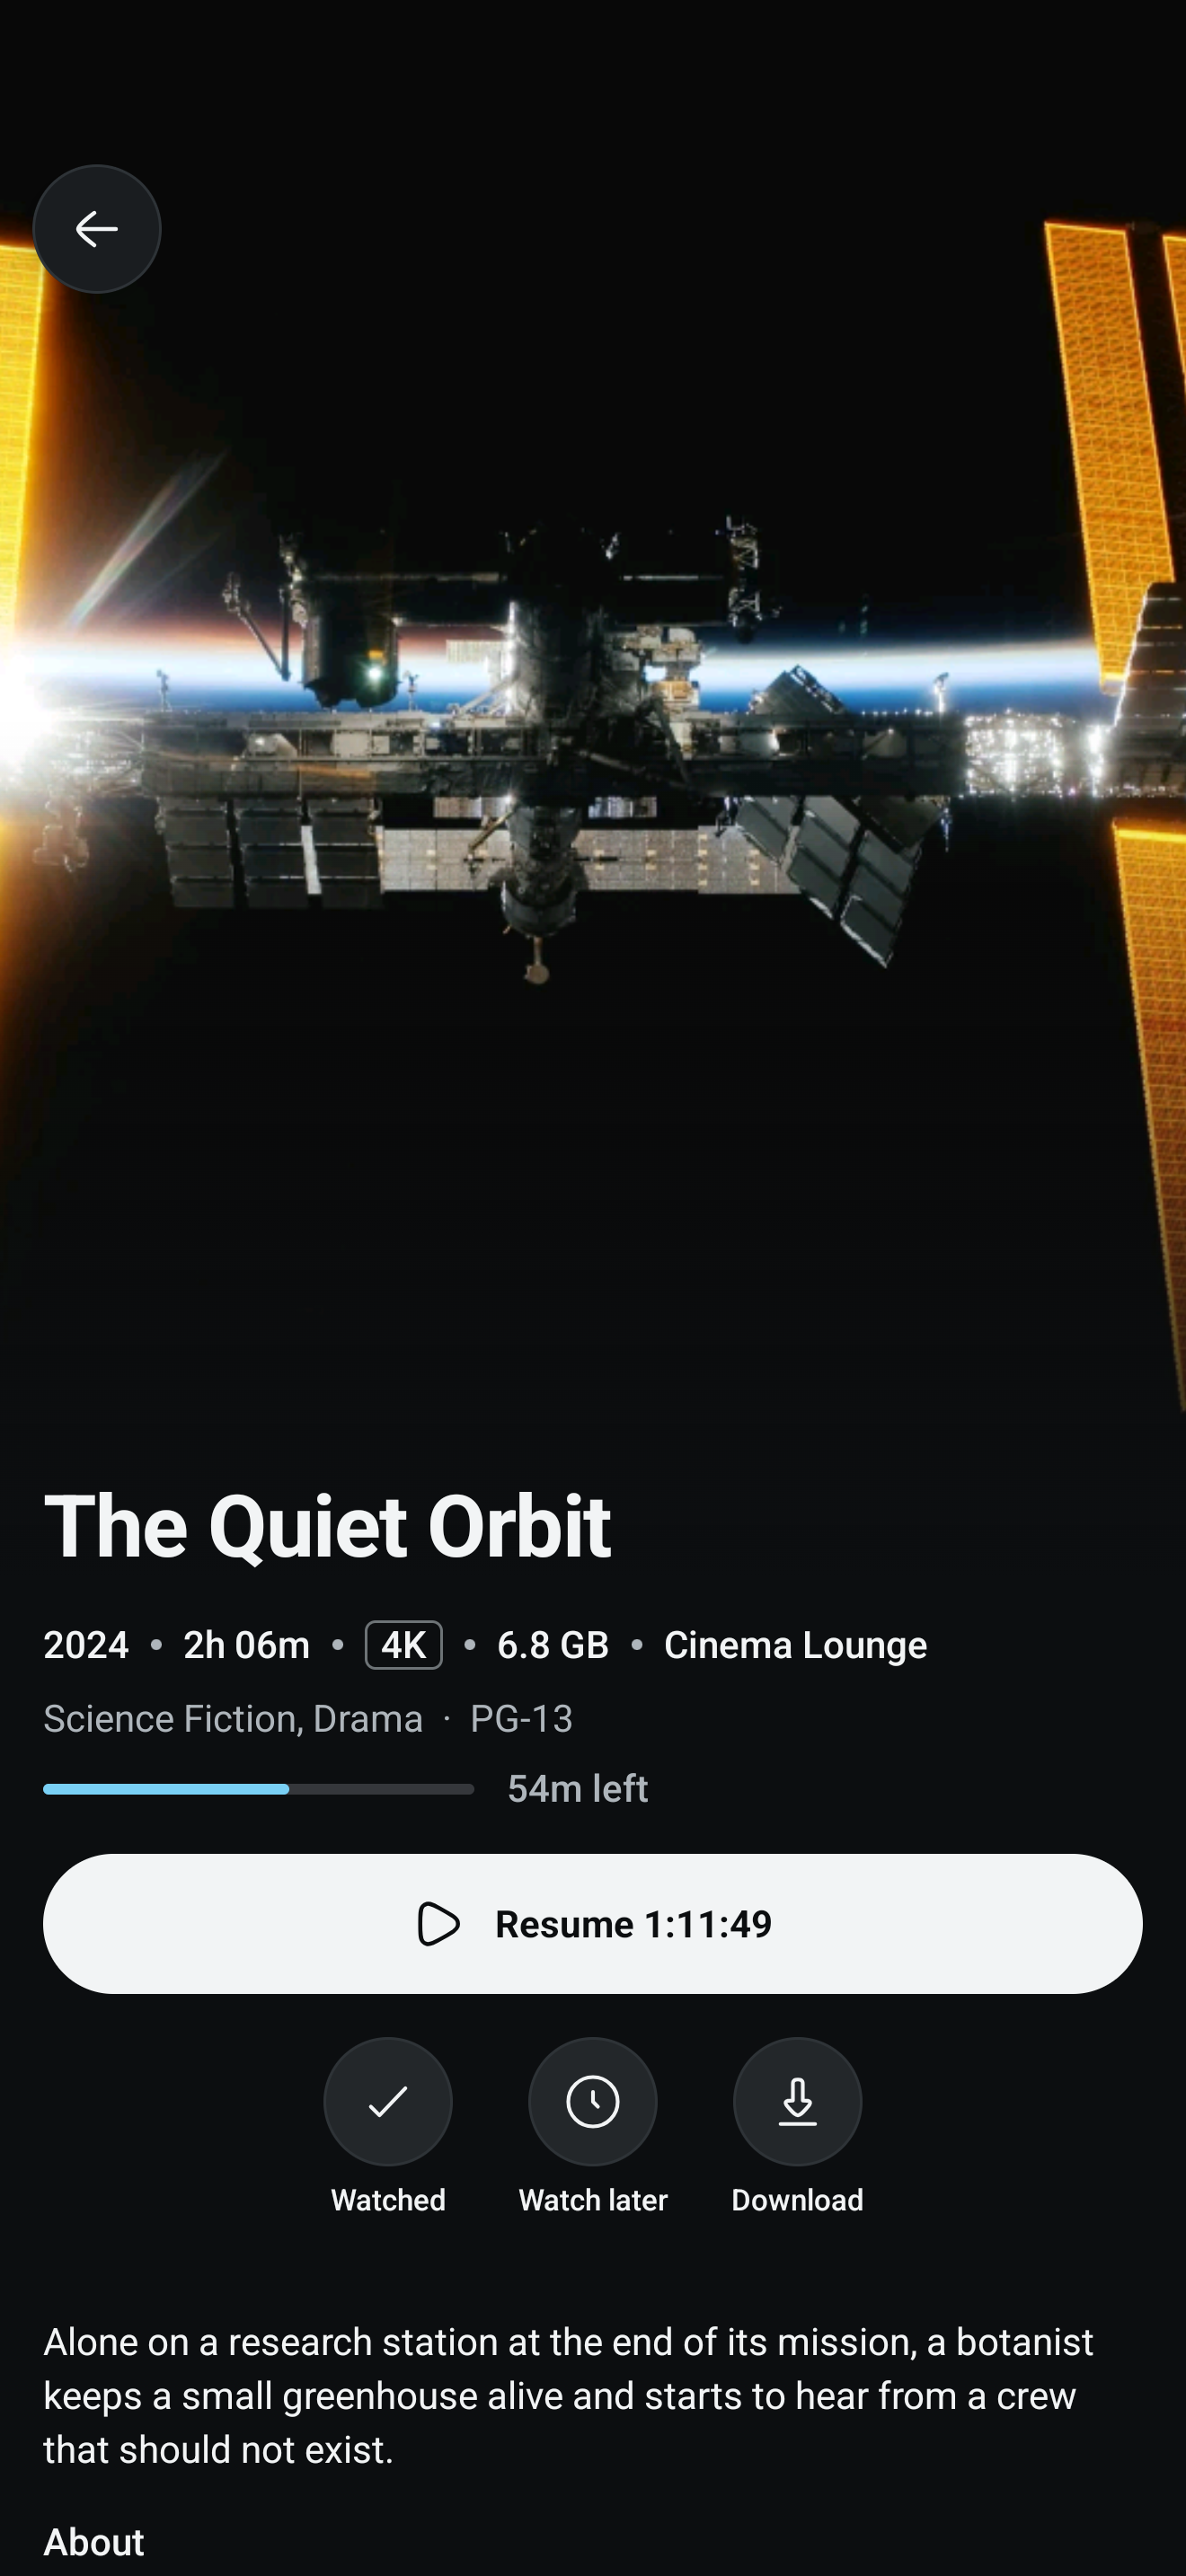 The Quiet Orbit
2024 • 2h 06m • 4K • 6.8 GB • Cinema Lounge
Science Fiction, Drama · PG-13
54m left
Resume 1:11:49
Watched Watch later Download
Alone on a research station at the end of its mission, a botanist
keeps a small greenhouse alive and starts to hear from a crew
that should not exist.
About